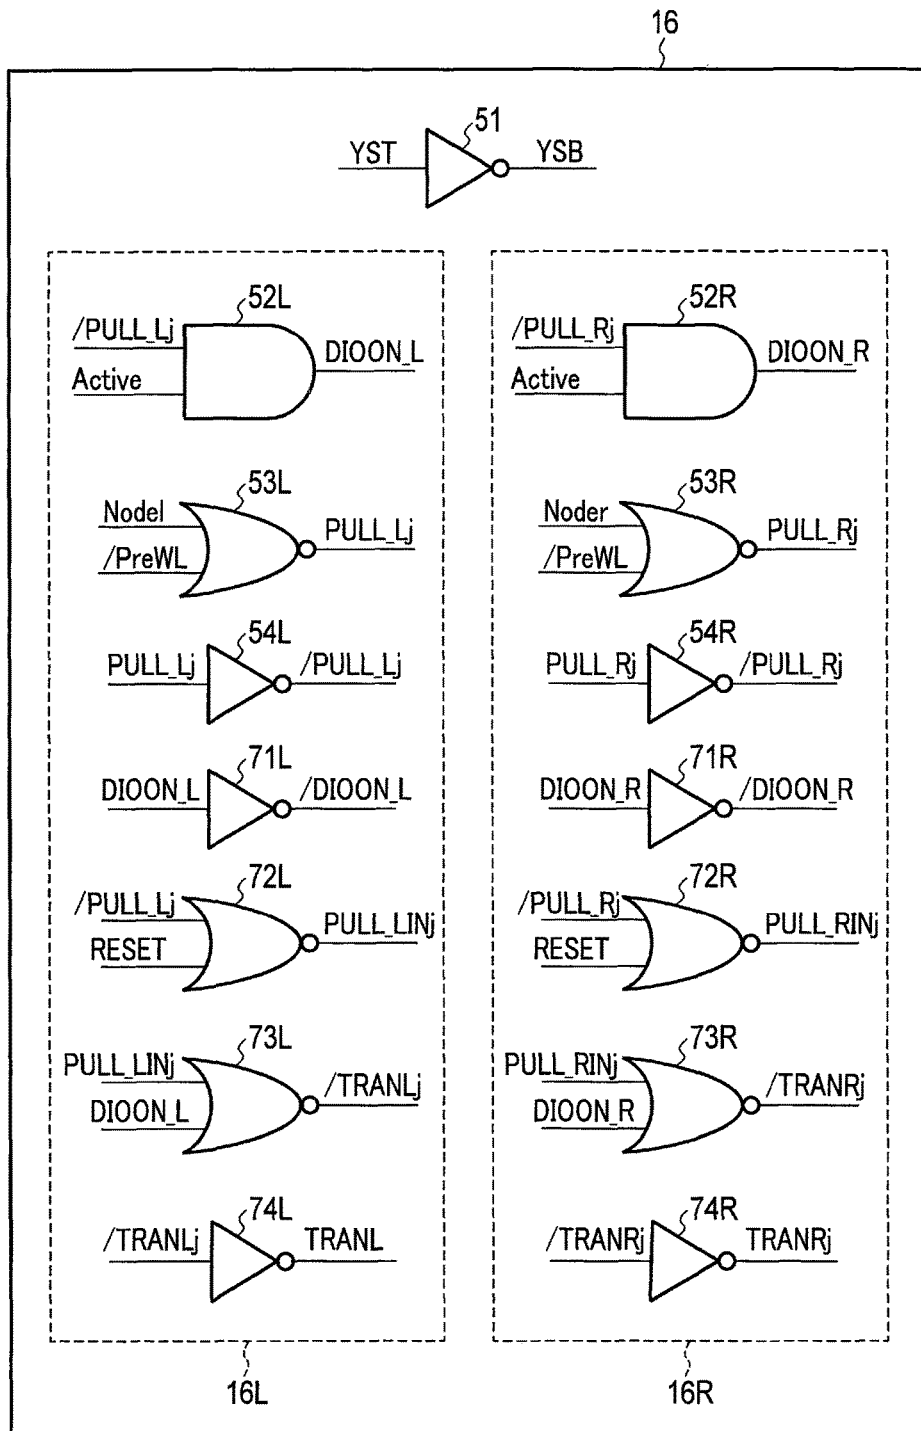 16
51
YST
YSB
52L
/PULL_Lj
DIOON_L
Active
53L
Nodel
PULL_Lj
/PreWL
54L
PULL_Lj
/PULL_Lj
71L
DIOON_L
/DIOON_L
72L
/PULL_Lj
PULL_LINj
RESET
73L
PULL_LINj
/TRANLj
DIOON_L
74L
/TRANLj
TRANL
16L
52R
/PULL_Rj
DIOON_R
Active
53R
Noder
PULL_Rj
/PreWL
54R
PULL_Rj
/PULL_Rj
71R
DIOON_R
/DIOON_R
72R
/PULL_Rj
PULL_RINj
RESET
73R
PULL_RINj
/TRANRj
DIOON_R
74R
/TRANRj
TRANRj
16R